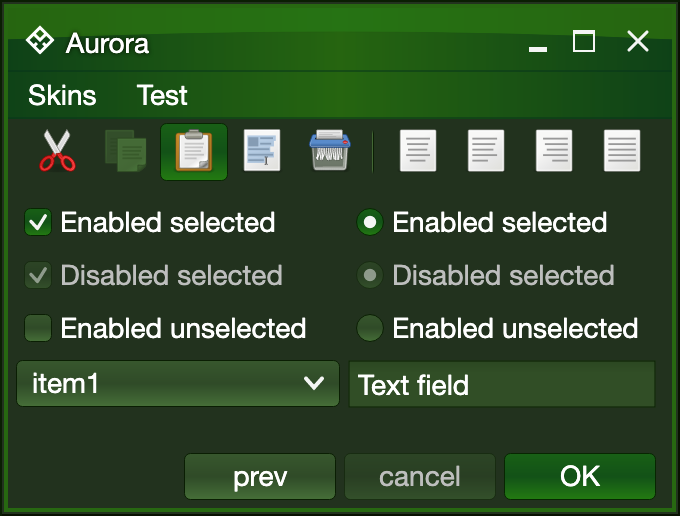 Aurora
Skins Test
Enabled selected Enabled selected
Disabled selected Disabled selected
Enabled unselected Enabled unselected
item1 Text field
prev cancel OK